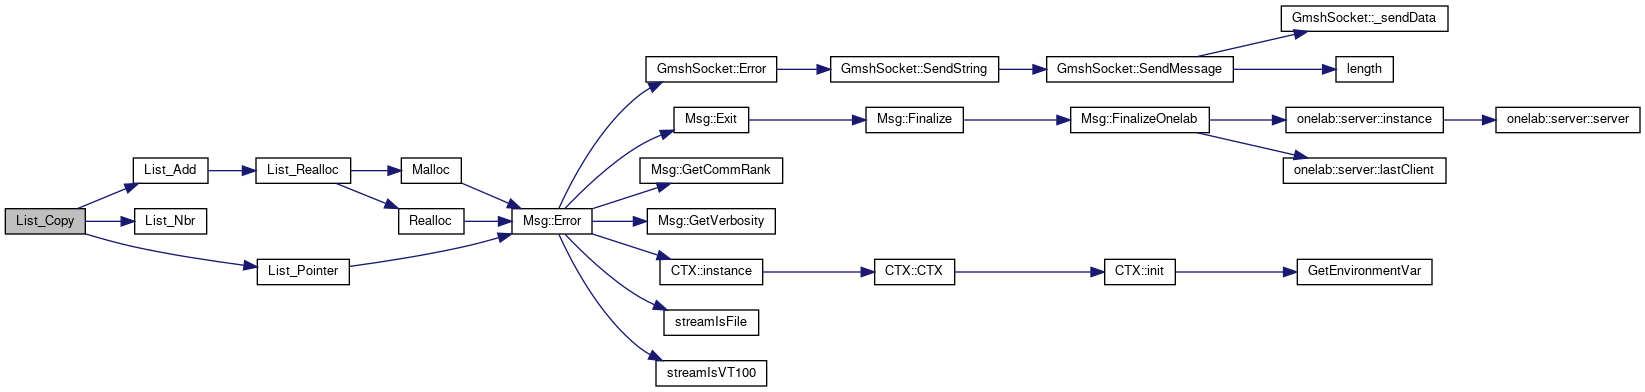 GmshSocket::_sendData
GmshSocket::Error
GmshSocket::SendString
GmshSocket::SendMessage
length
Msg::Exit
Msg::Finalize
Msg::FinalizeOnelab
onelab::server::instance
onelab::server::server
List_Add
List_Realloc
Malloc
Msg::GetCommRank
onelab::server::lastClient
List_Copy
List_Nbr
Realloc
Msg::Error
Msg::GetVerbosity
List_Pointer
CTX::instance
CTX::CTX
CTX::init
GetEnvironmentVar
streamIsFile
streamIsVT100